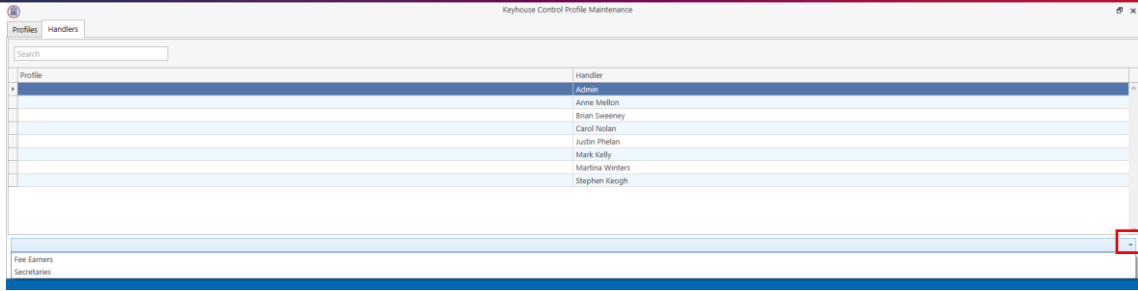 Keyhouse Control Profile Maintenance
Profiles Handlers
Search
Profile Handler
Admin
Anne Mellon
Brian Sweeney
Carol Nolan
Justin Phelan
Mark Kelly
Martina Winters
Stephen Keogh
Fee Earners
Secretaries